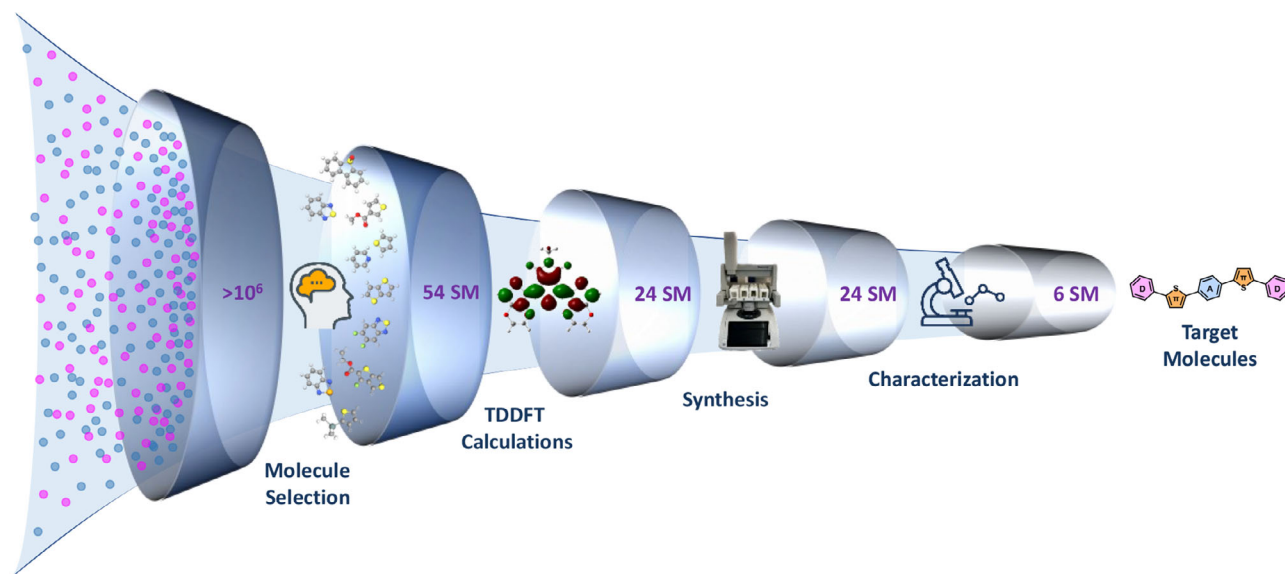 >10⁶
Molecule
Selection
54 SM
TDDFT
Calculations
24 SM
Synthesis
24 SM
Characterization
6 SM
D
S
π
A
π
S
D
Target
Molecules